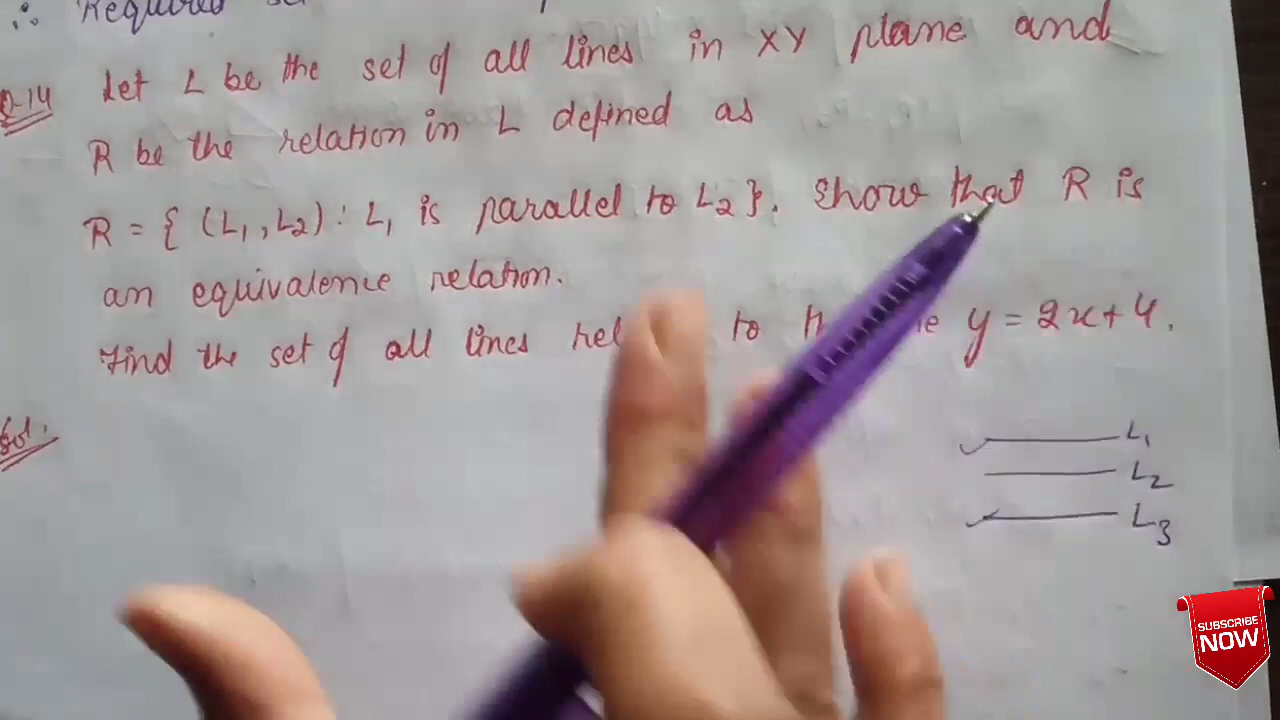 ∴ Required
Q-14 Let L be the set of all lines in XY plane and
R be the relation in L defined as
R = { (L₁, L₂) : L₁ is parallel to L₂ }. Show that R is
an equivalence relation.
Find the set of all lines to y = 2x + 4.
Sol.
L₁
L₂
L₃
SUBSCRIBE
NOW